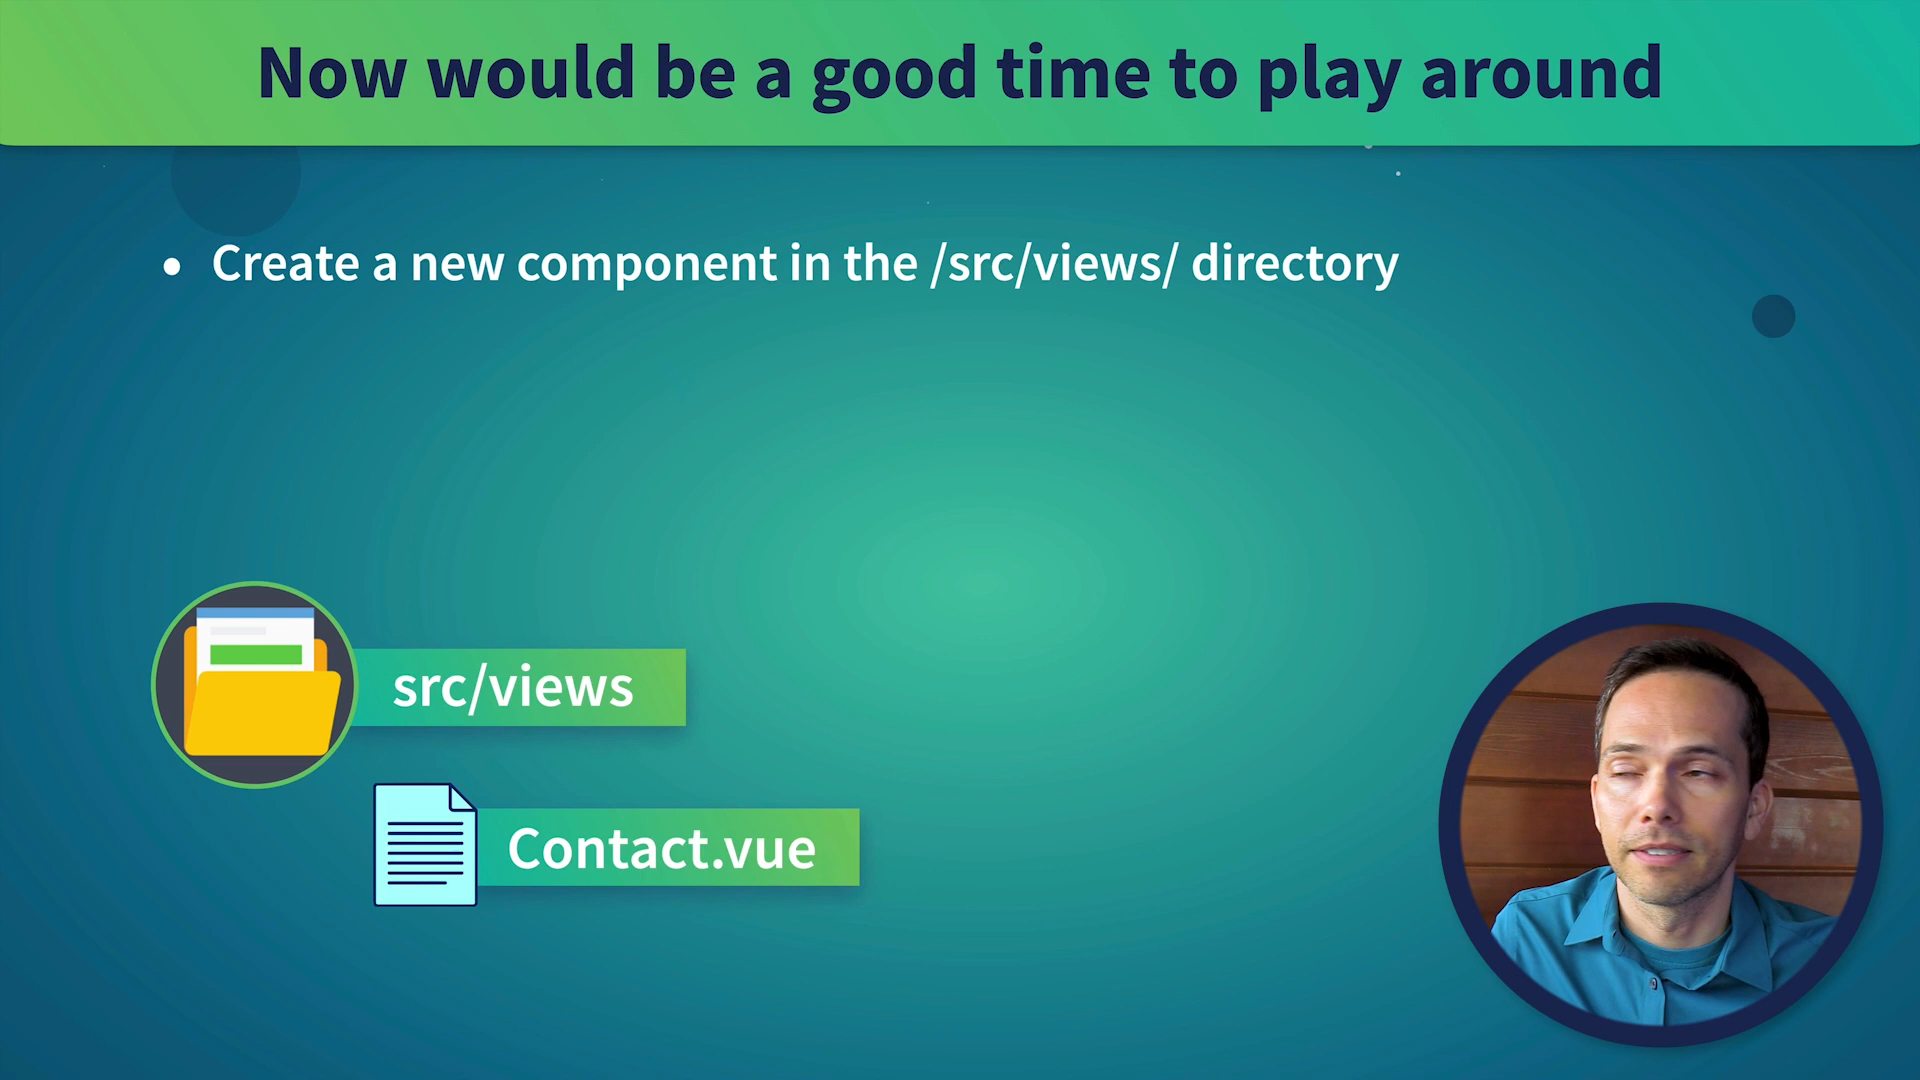 Now would be a good time to play around
• Create a new component in the /src/views/ directory
src/views
Contact.vue